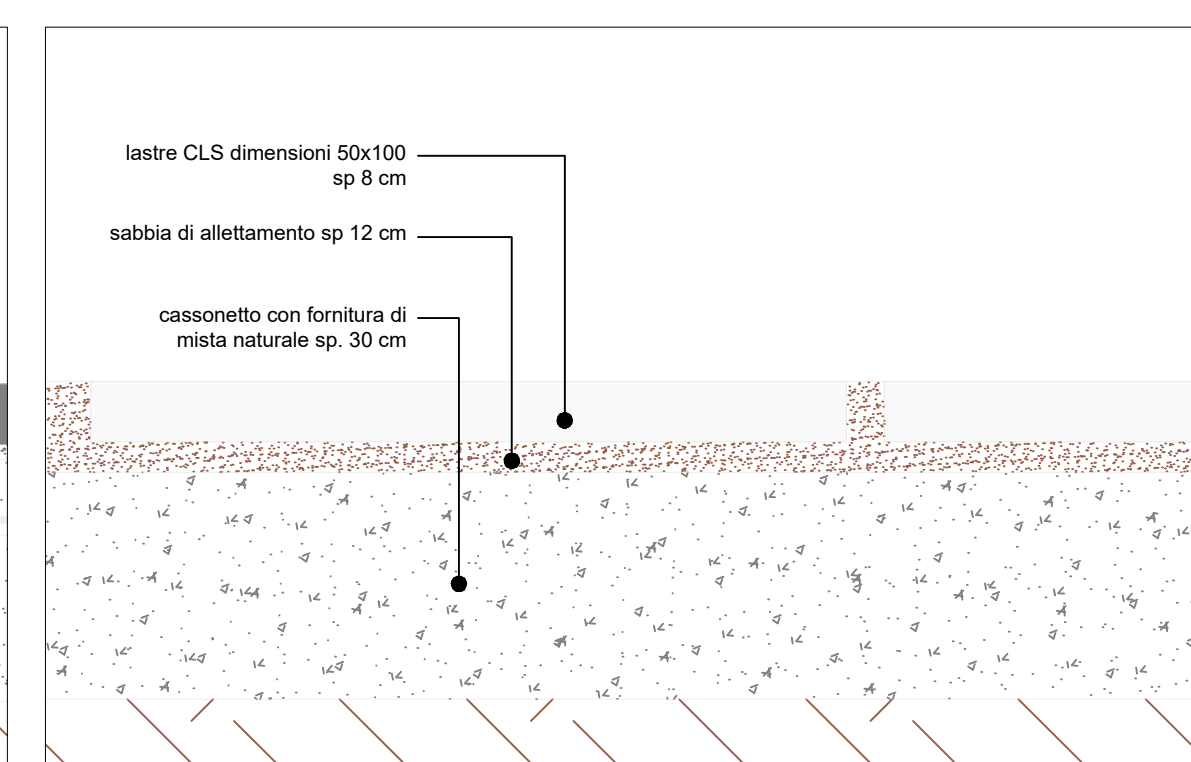 lastre CLS dimensioni 50x100
sp 8 cm
sabbia di allettamento sp 12 cm
cassonetto con fornitura di
mista naturale sp. 30 cm